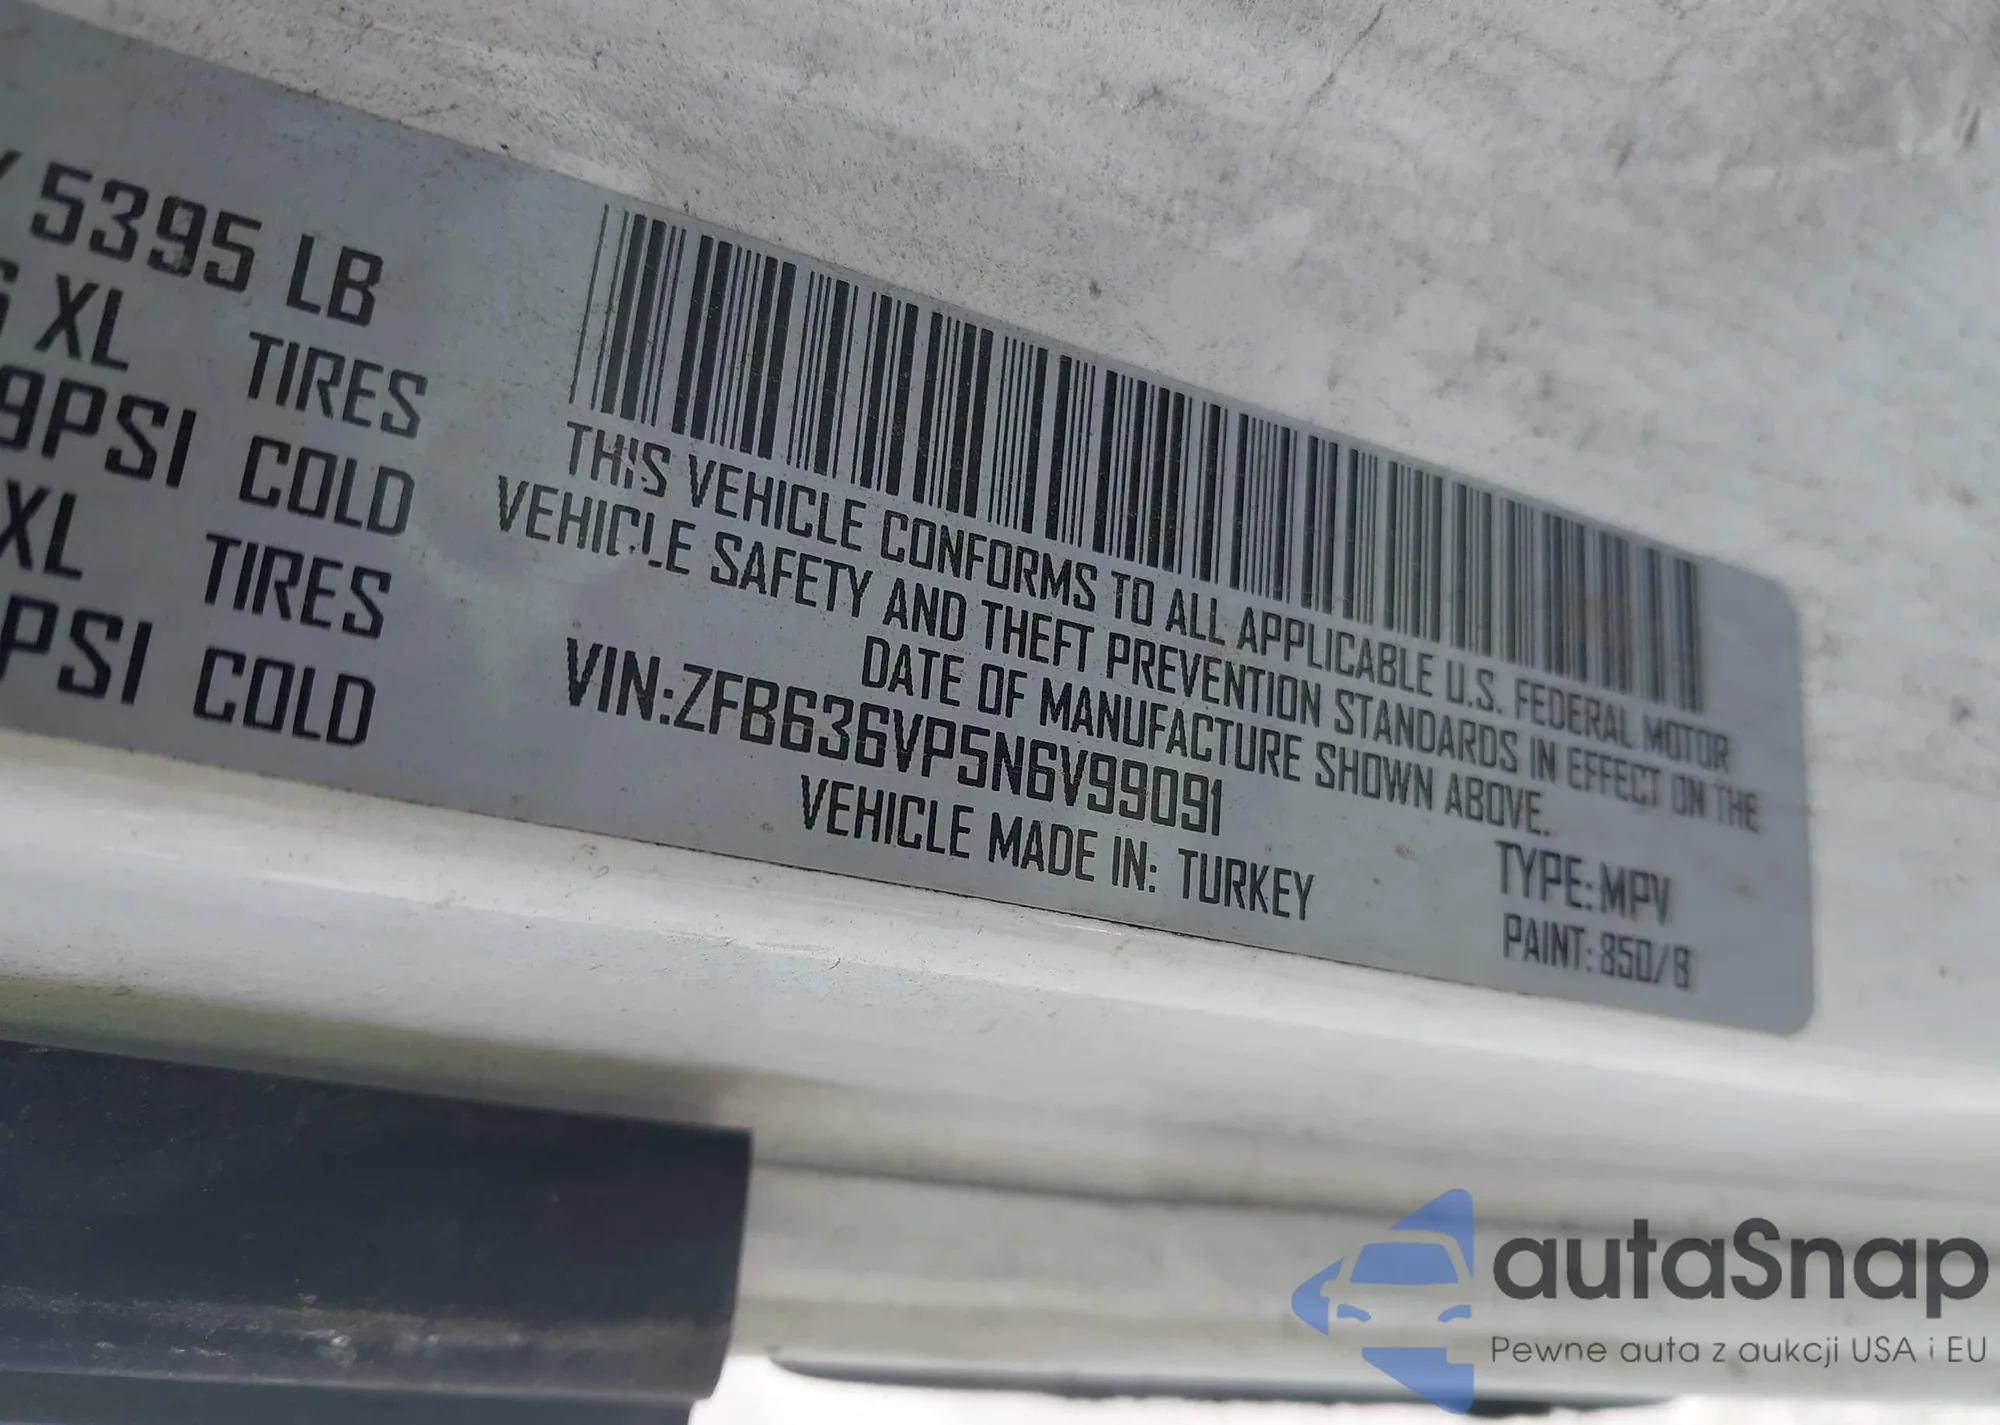 / 5395 LB
XL TIRES
9PSI COLD
XL TIRES
PSI COLD
THIS VEHICLE CONFORMS TO ALL APPLICABLE U.S. FEDERAL MOTOR
VEHICLE SAFETY AND THEFT PREVENTION STANDARDS IN EFFECT ON THE
DATE OF MANUFACTURE SHOWN ABOVE.
VIN:ZFB636VP5N6V99091 TYPE:MPV
VEHICLE MADE IN: TURKEY PAINT:850/B
autaSnap
Pewne auta z aukcji USA i EU